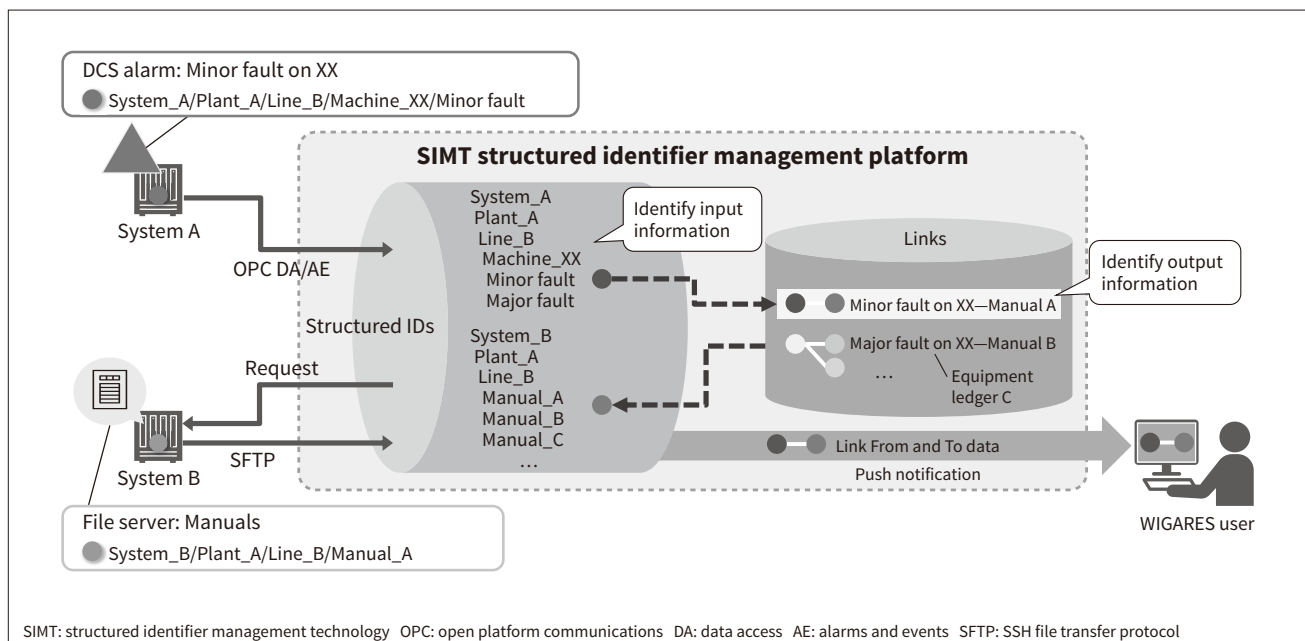 DCS alarm: Minor fault on XX
System_A/Plant_A/Line_B/Machine_XX/Minor fault
SIMT structured identifier management platform
System A
OPC DA/AE
Structured IDs
System_A
Plant_A
Line_B
Machine_XX
Minor fault
Major fault
Identify input
information
System_B
Plant_A
Line_B
Manual_A
Manual_B
Manual_C
...
Links
Identify output
information
Minor fault on XX—Manual A
Major fault on XX—Manual B
...
Equipment
ledger C
Request
SFTP
System B
Link From and To data
Push notification
WIGARES user
File server: Manuals
System_B/Plant_A/Line_B/Manual_A
SIMT: structured identifier management technology OPC: open platform communications DA: data access AE: alarms and events SFTP: SSH file transfer protocol